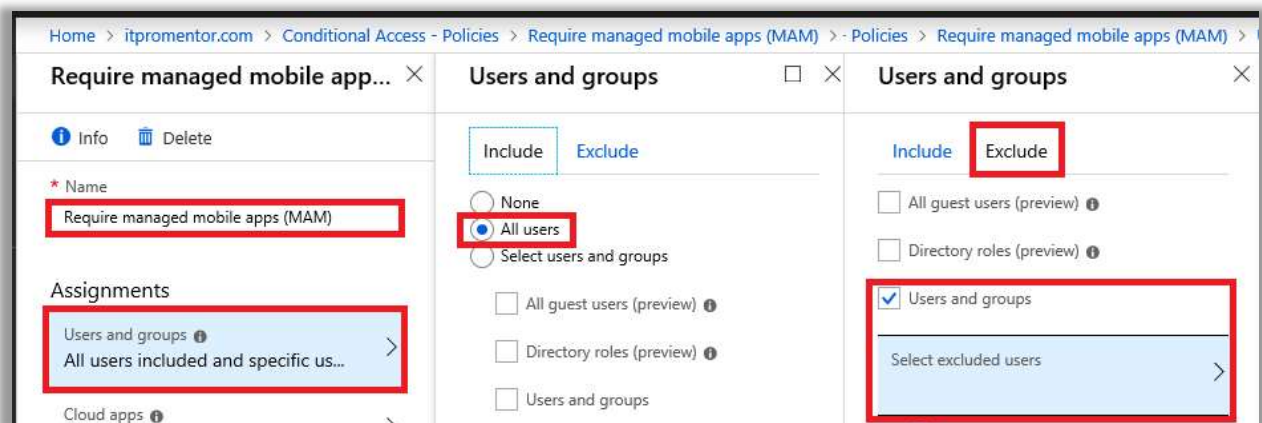 Home > itpromentor.com > Conditional Access - Policies > Require managed mobile apps (MAM) > - Policies > Require managed mobile apps (MAM) >
Require managed mobile app...
Info Delete
* Name
Require managed mobile apps (MAM)
Assignments
Users and groups
All users included and specific us...
Cloud apps
Users and groups
Include Exclude
None
All users
Select users and groups
All guest users (preview)
Directory roles (preview)
Users and groups
Users and groups
Include Exclude
All guest users (preview)
Directory roles (preview)
Users and groups
Select excluded users